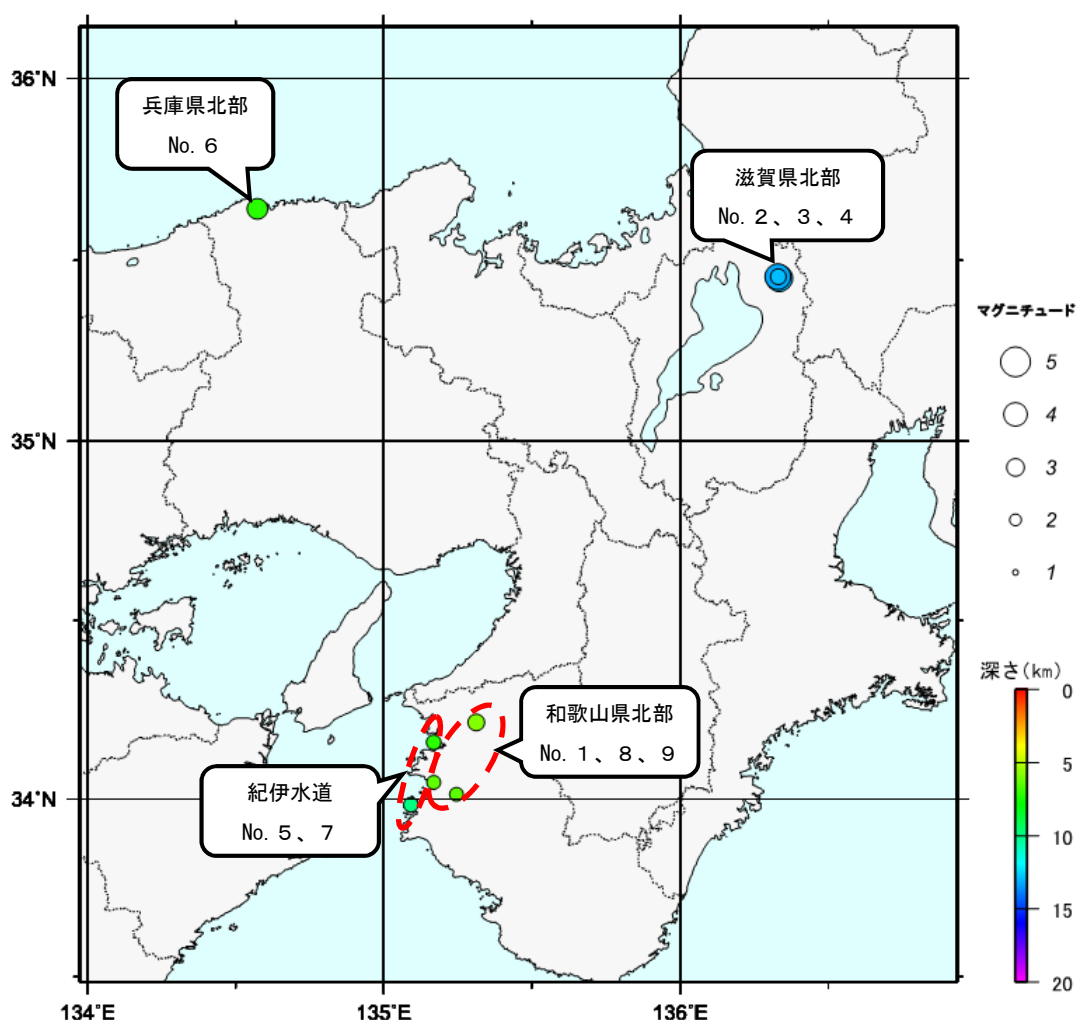 36°N
兵庫県北部
No. 6
滋賀県北部
No. 2、3、4
マグニチュード
5
4
3
2
1
35°N
深さ(km)
0
5
10
15
20
和歌山県北部
No. 1、8、9
紀伊水道
No. 5、7
34°N
134°E
135°E
136°E